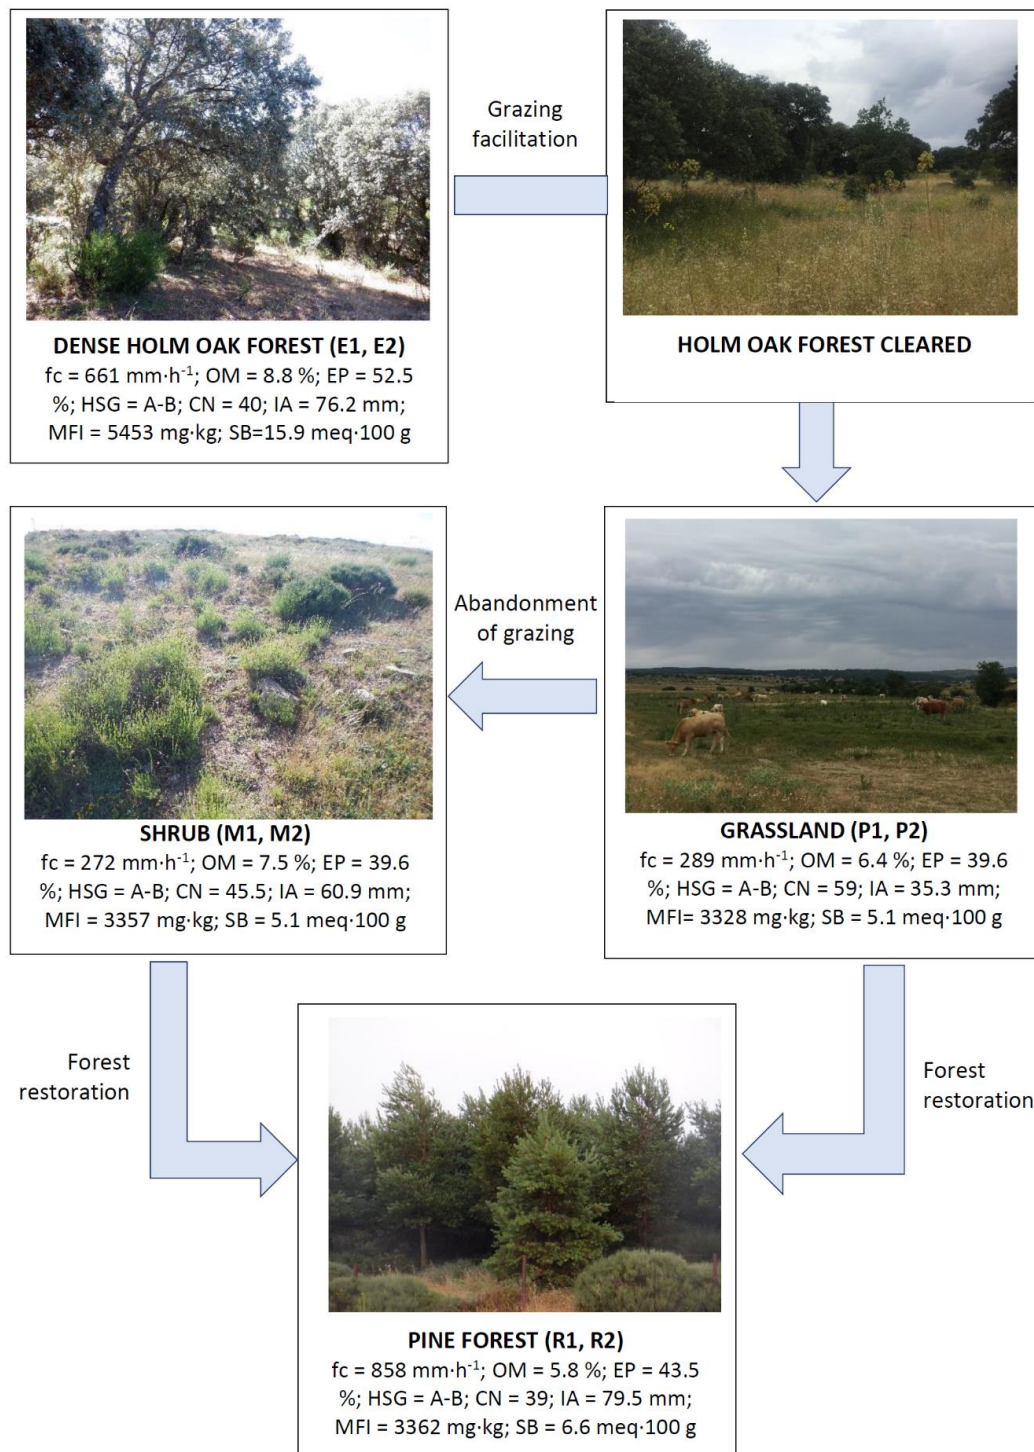 Grazing
facilitation
DENSE HOLM OAK FOREST (E1, E2)
fc = 661 mm·h-1; OM = 8.8 %; EP = 52.5
%; HSG = A-B; CN = 40; IA = 76.2 mm;
MFI = 5453 mg·kg; SB=15.9 meq·100 g
HOLM OAK FOREST CLEARED
Abandonment
of grazing
SHRUB (M1, M2)
fc = 272 mm·h-1; OM = 7.5 %; EP = 39.6
%; HSG = A-B; CN = 45.5; IA = 60.9 mm;
MFI = 3357 mg·kg; SB = 5.1 meq·100 g
GRASSLAND (P1, P2)
fc = 289 mm·h-1; OM = 6.4 %; EP = 39.6
%; HSG = A-B; CN = 59; IA = 35.3 mm;
MFI= 3328 mg·kg; SB = 5.1 meq·100 g
Forest
restoration
Forest
restoration
PINE FOREST (R1, R2)
fc = 858 mm·h-1; OM = 5.8 %; EP = 43.5
%; HSG = A-B; CN = 39; IA = 79.5 mm;
MFI = 3362 mg·kg; SB = 6.6 meq·100 g